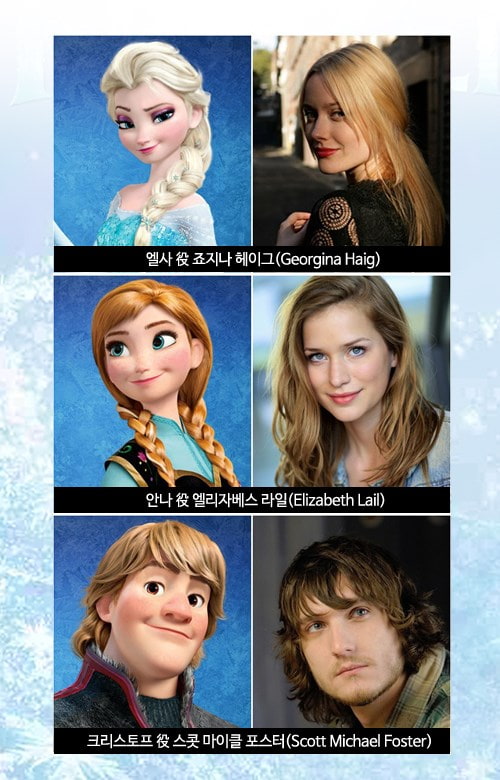 엘사 役 죠지나 헤이그(Georgina Haig)
안나 役 엘리자베스 라일(Elizabeth Lail)
크리스토프 役 스콧 마이클 포스터(Scott Michael Foster)